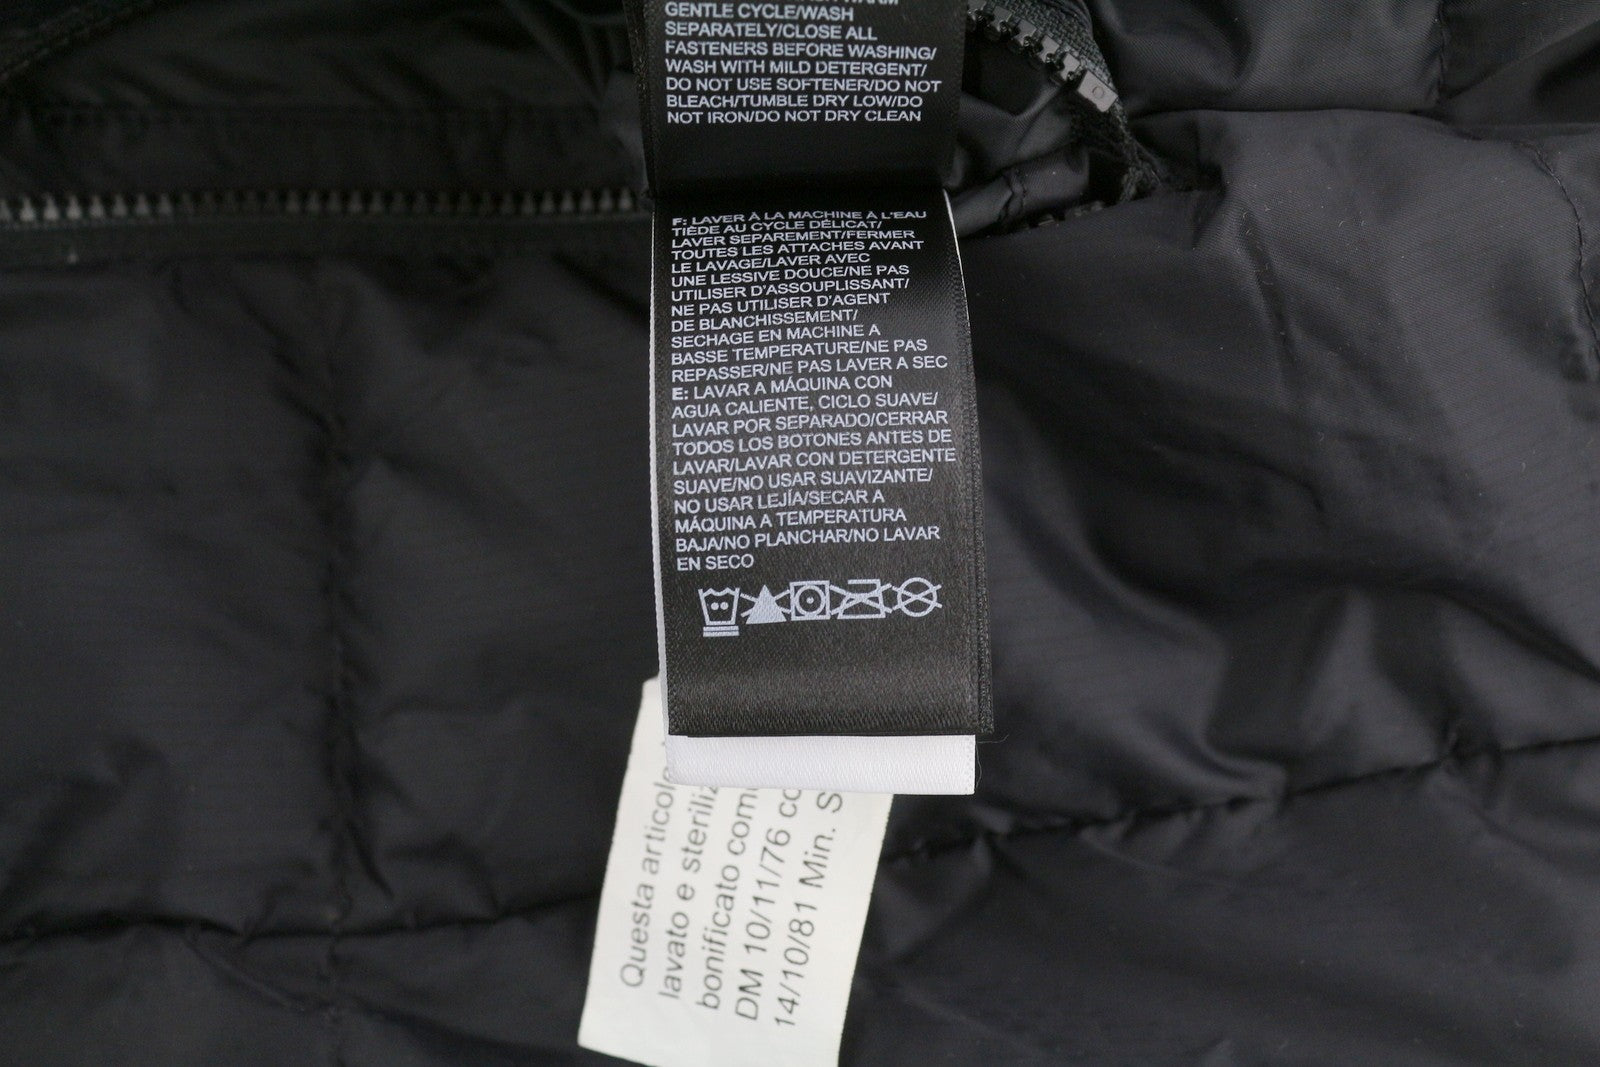 GENTLE CYCLE/WASH
SEPARATELY/CLOSE ALL
FASTENERS BEFORE WASHING/
WASH WITH MILD DETERGENT/
DO NOT USE SOFTENER/DO NOT
BLEACH/TUMBLE DRY LOW/DO
NOT IRON/DO NOT DRY CLEAN
F: LAVER À LA MACHINE À L'EAU
TIÈDE AU CYCLE DÉLICAT/
LAVER SEPAREMENT/FERMER
TOUTES LES ATTACHES AVANT
LE LAVAGE/LAVER AVEC
UNE LESSIVE DOUCE/NE PAS
UTILISER D'ASSOUPLISSANT/
NE PAS UTILISER D'AGENT
DE BLANCHISSEMENT/
SECHAGE EN MACHINE A
BASSE TEMPERATURE/NE PAS
REPASSER/NE PAS LAVER A SEC
E: LAVAR A MÁQUINA CON
AGUA CALIENTE, CICLO SUAVE/
LAVAR POR SEPARADO/CERRAR
TODOS LOS BOTONES ANTES DE
LAVAR/LAVAR CON DETERGENTE
SUAVE/NO USAR SUAVIZANTE/
NO USAR LEJÍA/SECAR A
MÁQUINA A TEMPERATURA
BAJA/NO PLANCHAR/NO LAVAR
EN SECO
Questa articolo
lavato e steriliz
bonificato com
DM 10/11/76 co
14/10/81 Min. S